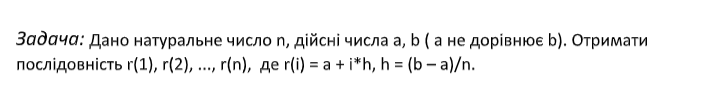 Задача: Дано натуральне число n, дійсні числа a, b ( a не дорівнює b). Отримати
послідовність r(1), r(2), ..., r(n), де r(i) = a + i*h, h = (b – a)/n.